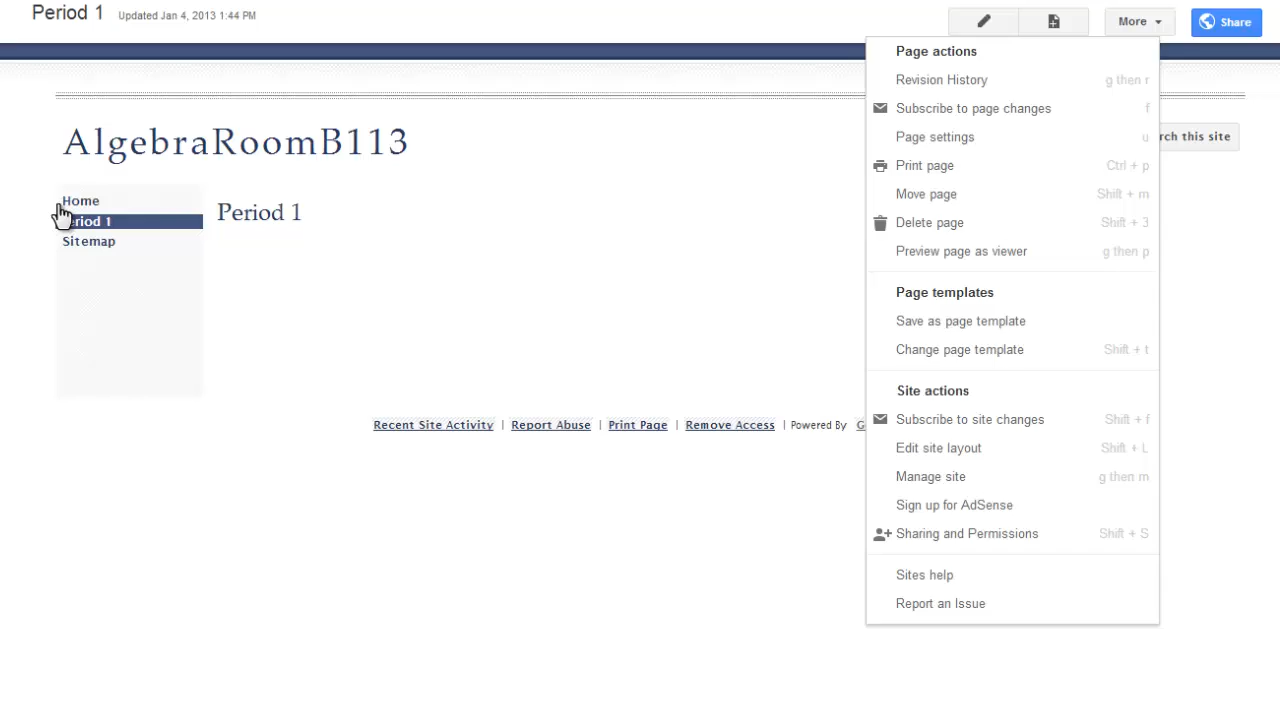 Period 1 Updated Jan 4, 2013 1:44 PM
More
Share
AlgebraRoomB113
Home
Period 1
Sitemap
Period 1
Recent Site Activity | Report Abuse | Print Page | Remove Access | Powered By G
Page actions
Revision History g then r
Subscribe to page changes f
Page settings u
Print page Ctrl + p
Move page Shift + m
Delete page Shift + 3
Preview page as viewer g then p
Page templates
Save as page template
Change page template Shift + t
Site actions
Subscribe to site changes Shift + f
Edit site layout Shift + L
Manage site g then m
Sign up for AdSense
Sharing and Permissions Shift + S
Sites help
Report an Issue
rch this site